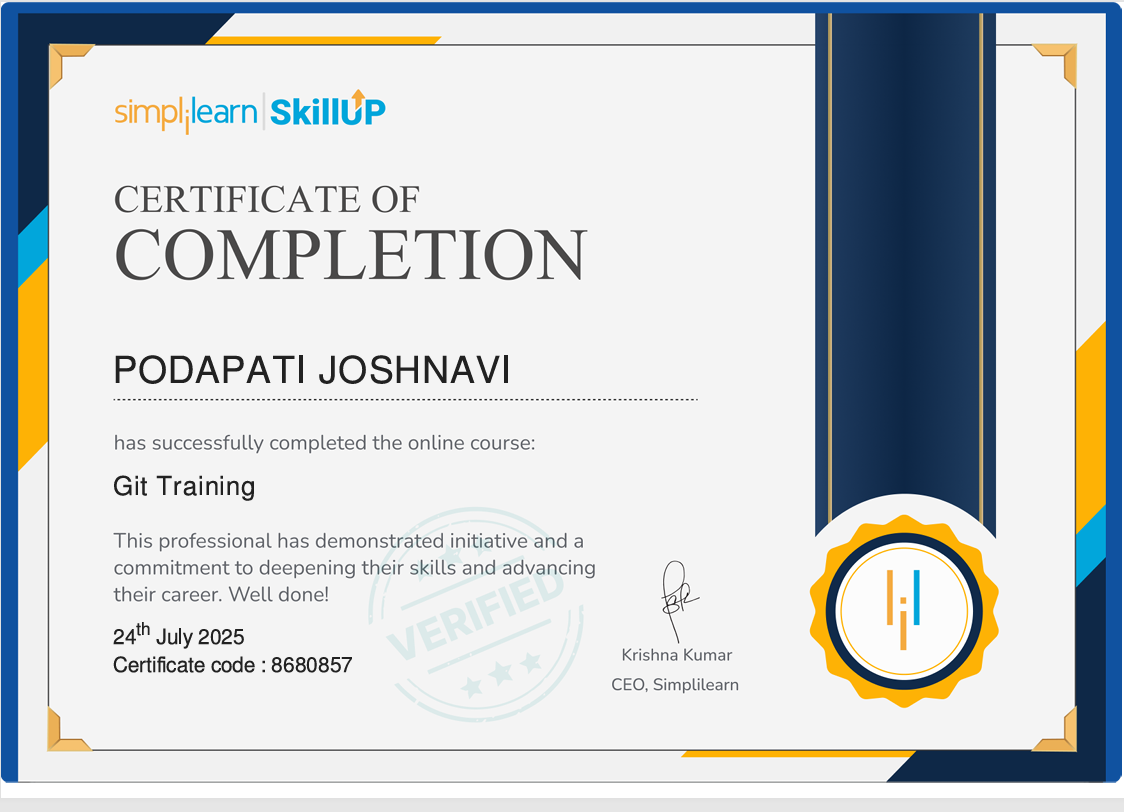 simplilearn | SkillUP
CERTIFICATE OF
COMPLETION
PODAPATI JOSHNAVI
has successfully completed the online course:
Git Training
This professional has demonstrated initiative and a
commitment to deepening their skills and advancing
their career. Well done!
24th July 2025
Certificate code : 8680857
VERIFIED
Krishna Kumar
CEO, Simplilearn